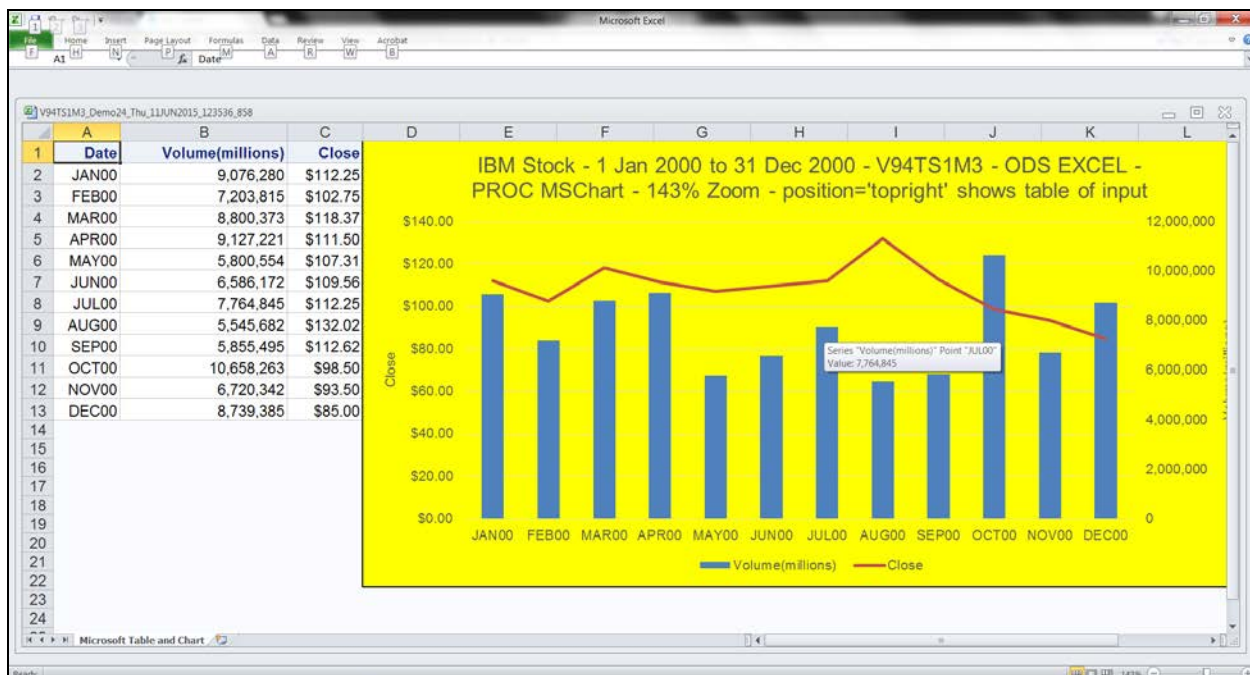 Microsoft Excel
1 2 3
File Home Insert Page Layout Formulas Data Review View Acrobat
F H N P M A R W B
A1 fx Date
V94TS1M3_Demo24_Thu_11JUN2015_123536_858
A B C D E F G H I J K L
1 Date Volume(millions) Close
2 JAN00 9,076,280 $112.25
3 FEB00 7,203,815 $102.75
4 MAR00 8,800,373 $118.37
5 APR00 9,127,221 $111.50
6 MAY00 5,800,554 $107.31
7 JUN00 6,586,172 $109.56
8 JUL00 7,764,845 $112.25
9 AUG00 5,545,682 $132.02
10 SEP00 5,855,495 $112.62
11 OCT00 10,658,263 $98.50
12 NOV00 6,720,342 $93.50
13 DEC00 8,739,385 $85.00
14
15
16
17
18
19
20
21
22
23
24
IBM Stock - 1 Jan 2000 to 31 Dec 2000 - V94TS1M3 - ODS EXCEL -
PROC MSChart - 143% Zoom - position='topright' shows table of input
$140.00 12,000,000
$120.00 10,000,000
$100.00 8,000,000
$80.00 6,000,000
$60.00 4,000,000
$40.00 2,000,000
$20.00 0
$0.00
Close
Series "Volume(millions)" Point "JUL00"
Value: 7,764,845
JAN00 FEB00 MAR00 APR00 MAY00 JUN00 JUL00 AUG00 SEP00 OCT00 NOV00 DEC00
Volume(millions) Close
Microsoft Table and Chart
Ready 143%